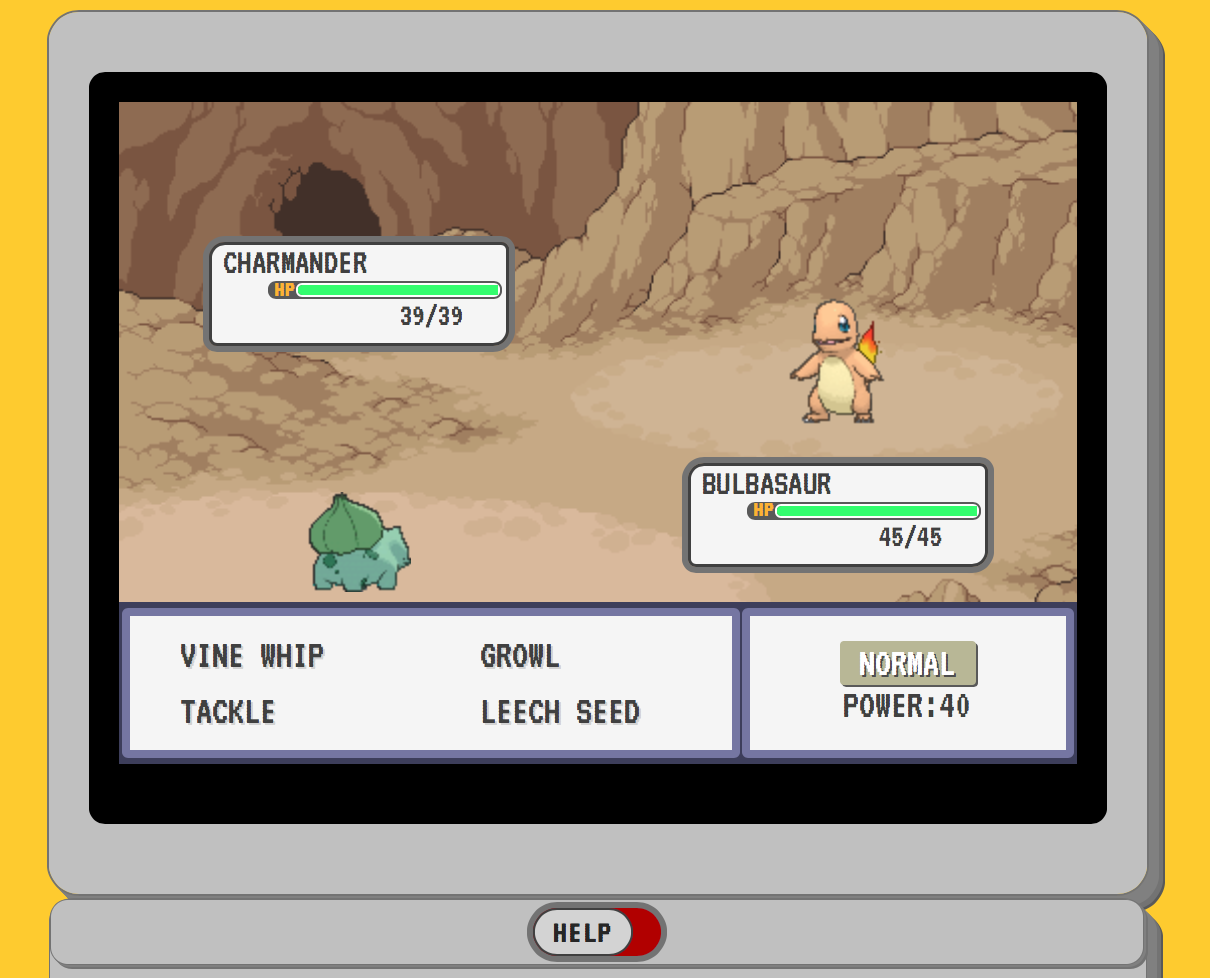 CHARMANDER
HP
39/39
BULBASAUR
HP
45/45
VINE WHIP GROWL
TACKLE LEECH SEED
NORMAL
POWER:40
HELP